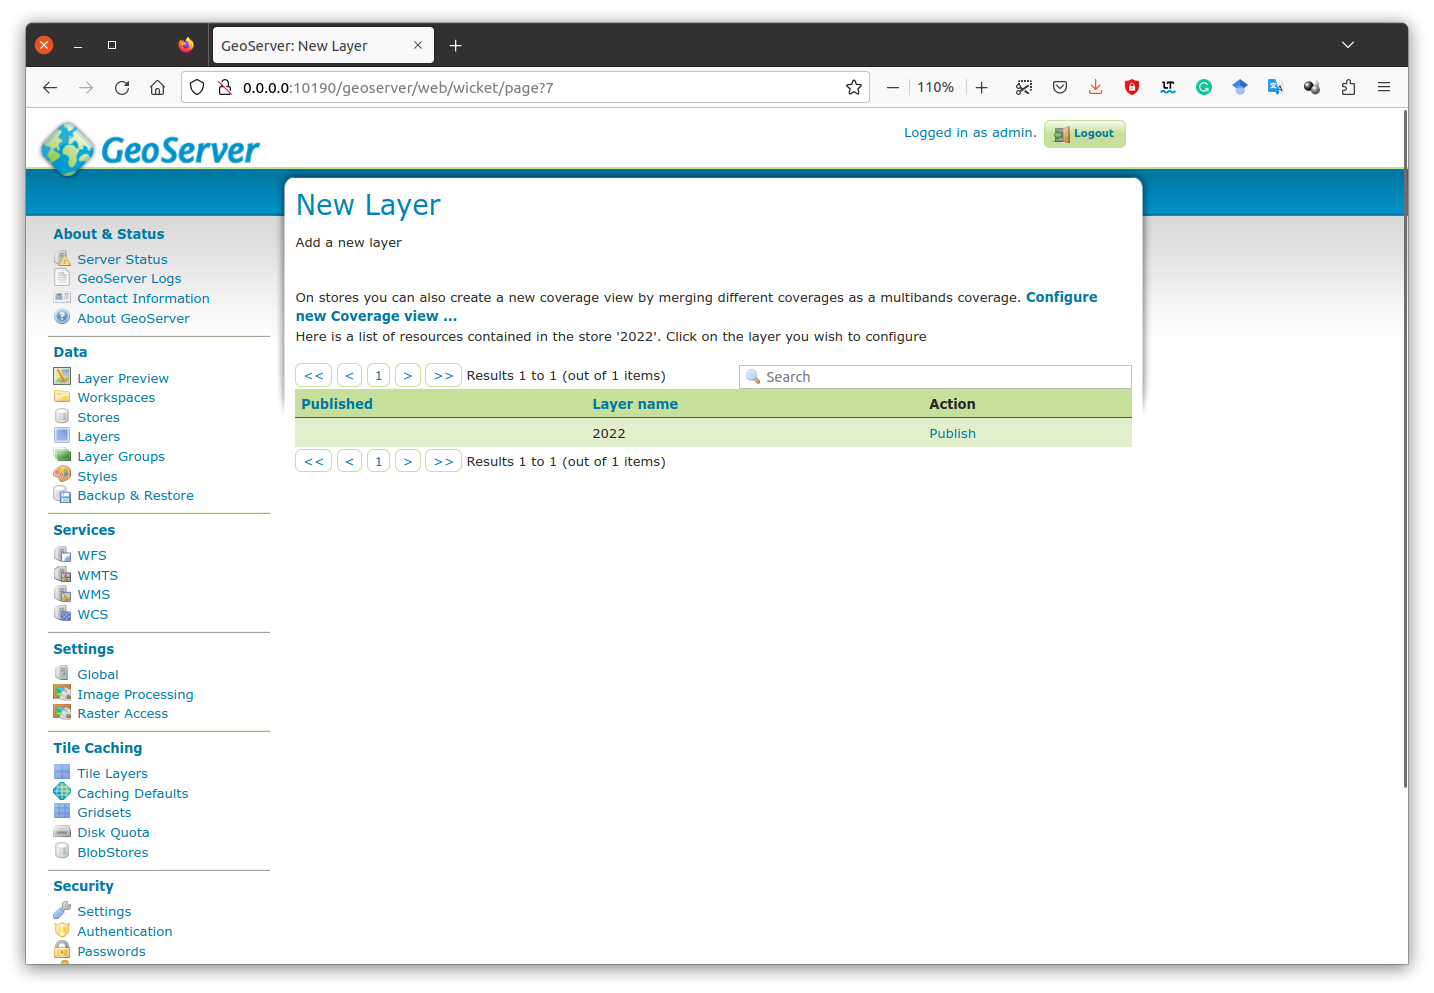 GeoServer: New Layer
0.0.0.0:10190/geoserver/web/wicket/page?7
110%
GeoServer
Logged in as admin.
Logout
New Layer
Add a new layer
On stores you can also create a new coverage view by merging different coverages as a multibands coverage. Configure
new Coverage view ...
Here is a list of resources contained in the store '2022'. Click on the layer you wish to configure
<< < 1 > >> Results 1 to 1 (out of 1 items)
Search
Published Layer name Action
2022 Publish
<< < 1 > >> Results 1 to 1 (out of 1 items)
About & Status
Server Status
GeoServer Logs
Contact Information
About GeoServer
Data
Layer Preview
Workspaces
Stores
Layers
Layer Groups
Styles
Backup & Restore
Services
WFS
WMTS
WMS
WCS
Settings
Global
Image Processing
Raster Access
Tile Caching
Tile Layers
Caching Defaults
Gridsets
Disk Quota
BlobStores
Security
Settings
Authentication
Passwords